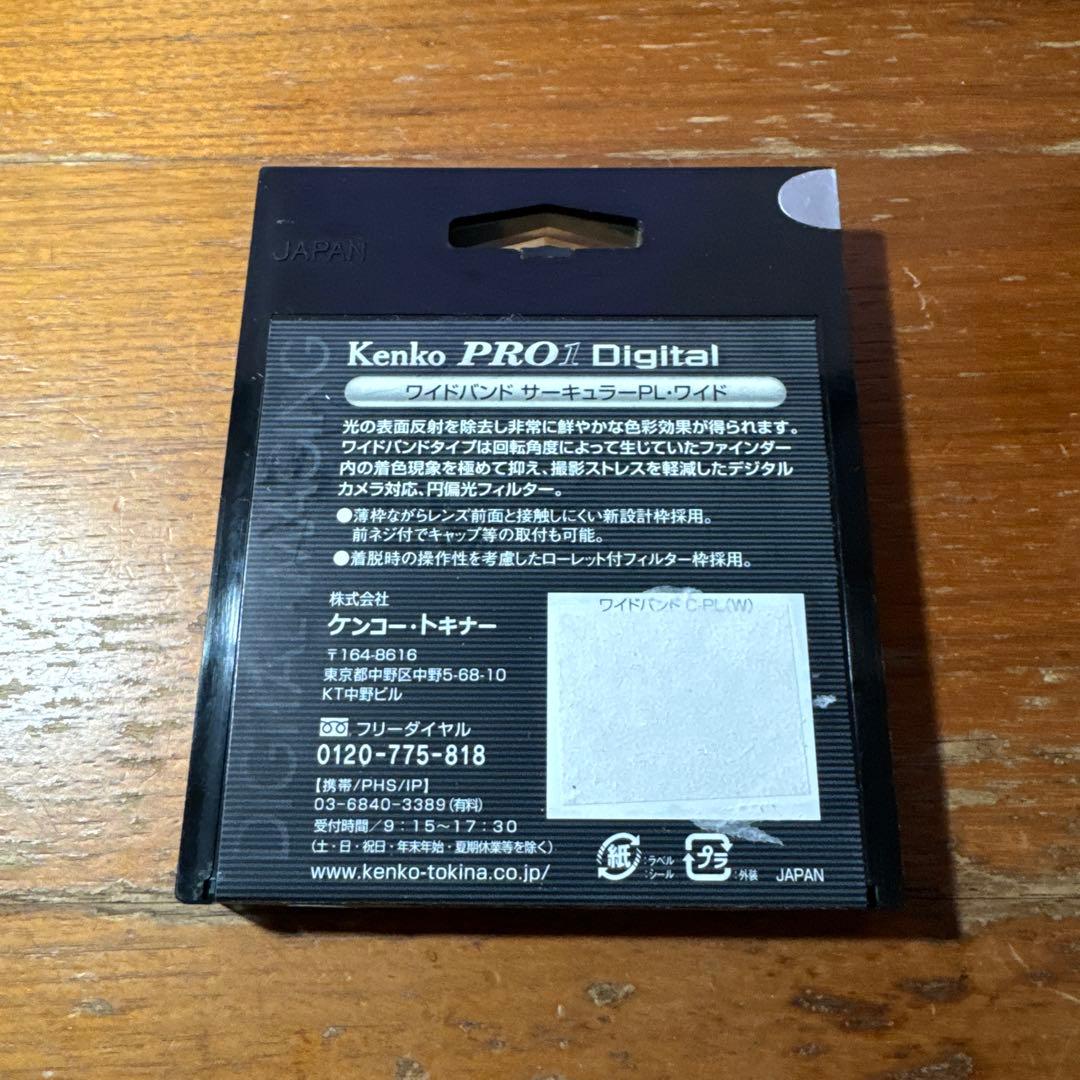 JAPAN
Kenko PRO1 Digital
ワイドバンド サーキュラーPL・ワイド
光の表面反射を除去し非常に鮮やかな色彩効果が得られます。
ワイドバンドタイプは回転角度によって生じていたファインダー
内の着色現象を極めて抑え、撮影ストレスを軽減したデジタル
カメラ対応、円偏光フィルター。
●薄枠ながらレンズ前面と接触しにくい新設計枠採用。
前ネジ付でキャップ等の取付も可能。
●着脱時の操作性を考慮したローレット付フィルター枠採用。
株式会社
ケンコー・トキナー
〒164-8616
東京都中野区中野5-68-10
KT中野ビル
フリーダイヤル
0120-775-818
【携帯/PHS/IP】
03-6840-3389(有料)
受付時間/9:15～17:30
(土・日・祝日・年末年始・夏期休業等を除く)
www.kenko-tokina.co.jp/
ワイドバンド C-PL(W)
紙 :ラベル
:シール
プラ :外装
JAPAN